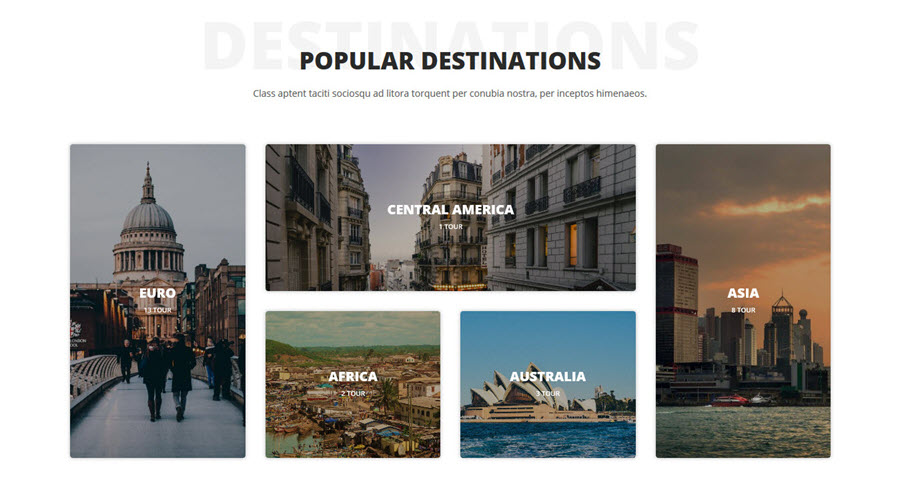 DESTINATIONS
POPULAR DESTINATIONS
Class aptent taciti sociosqu ad litora torquent per conubia nostra, per inceptos himenaeos.
CENTRAL AMERICA
1 TOUR
EURO
13 TOUR
ASIA
8 TOUR
AFRICA
2 TOUR
AUSTRALIA
3 TOUR